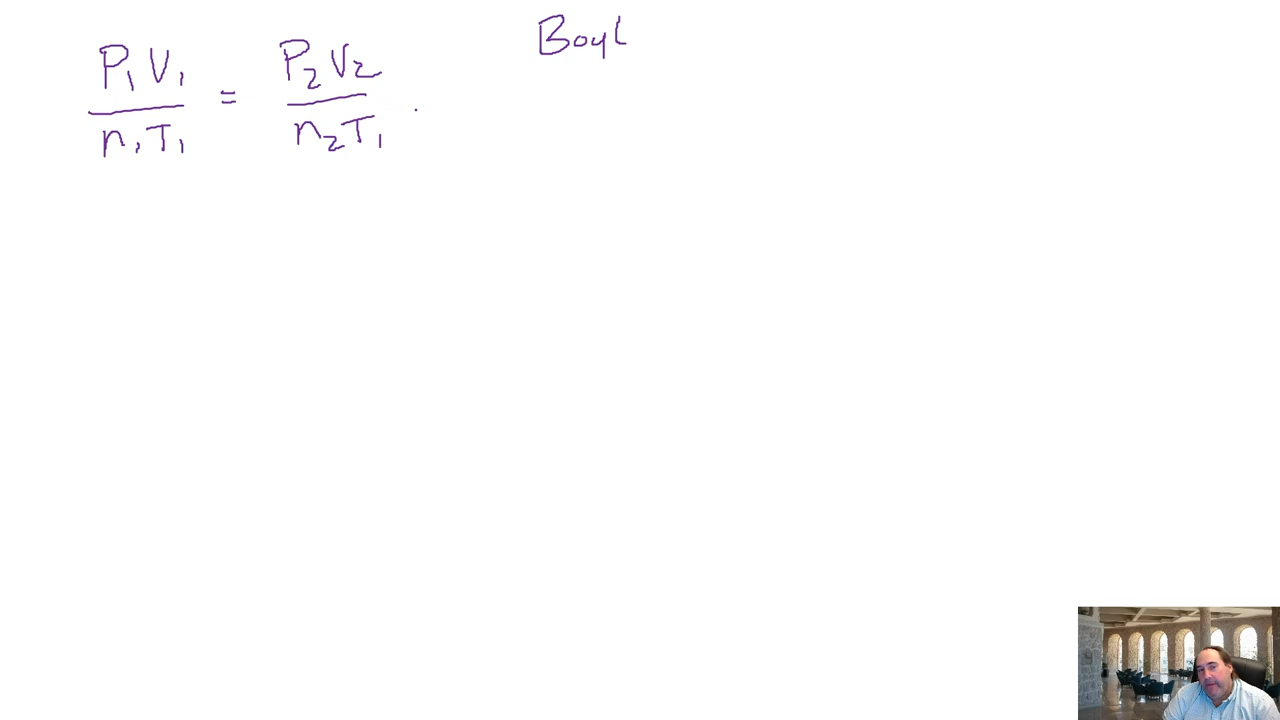 P₁V₁ / n₁T₁ = P₂V₂ / n₂T₁
Boyl